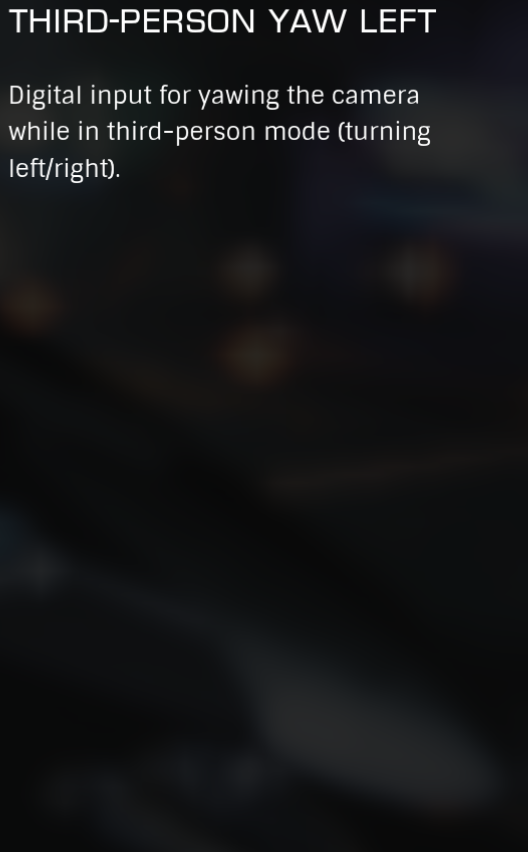 THIRD-PERSON YAW LEFT
Digital input for yawing the camera
while in third-person mode (turning
left/right).